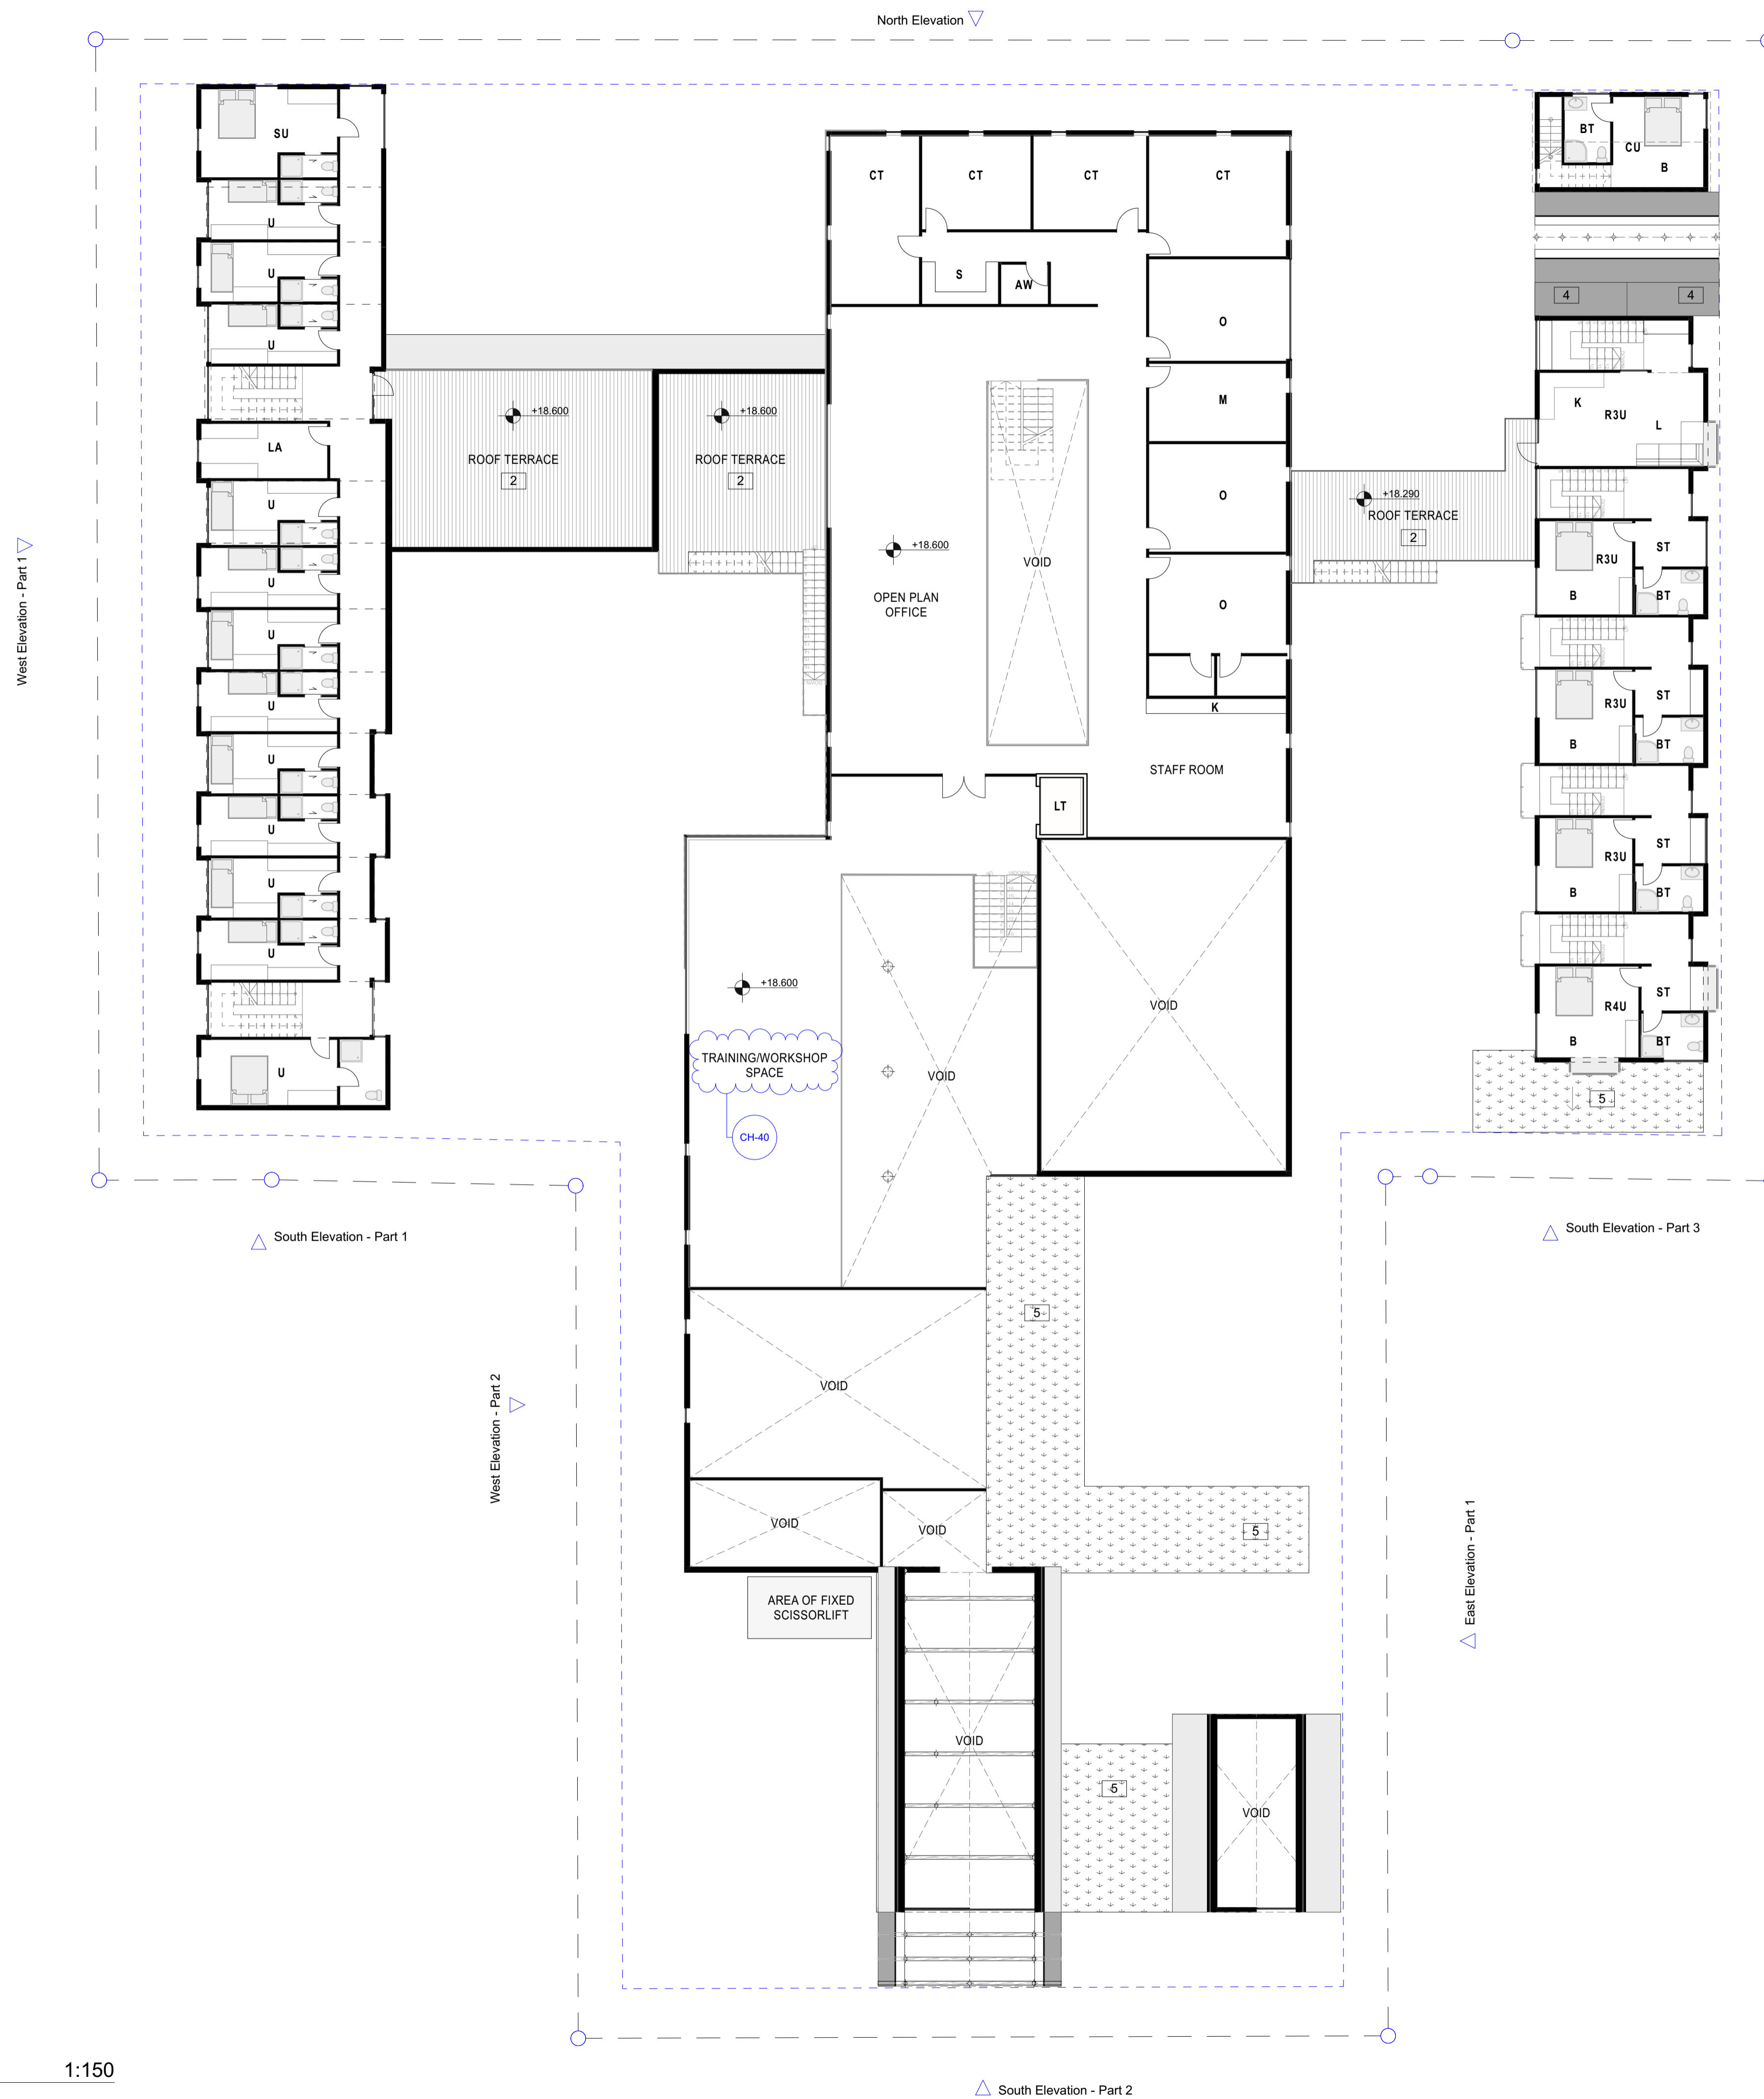 North Elevation
SU
BT
CU
B
CT
CT
CT
CT
U
U
S
AW
4
4
O
U
K
R3U
L
M
+18.600
+18.600
LA
ROOF TERRACE
2
ROOF TERRACE
2
O
+18.290
ROOF TERRACE
2
U
+18.600
VOID
ST
R3U
BT
B
West Elevation - Part 1
U
OPEN PLAN
OFFICE
O
U
K
U
ST
R3U
BT
B
STAFF ROOM
U
LT
U
ST
R3U
BT
B
U
U
+18.600
VOID
ST
R4U
BT
B
TRAINING/WORKSHOP
SPACE
VOID
U
5
CH-40
South Elevation - Part 1
South Elevation - Part 3
5
VOID
West Elevation - Part 2
VOID
VOID
5
East Elevation - Part 1
AREA OF FIXED
SCISSORLIFT
VOID
5
VOID
1:150
South Elevation - Part 2